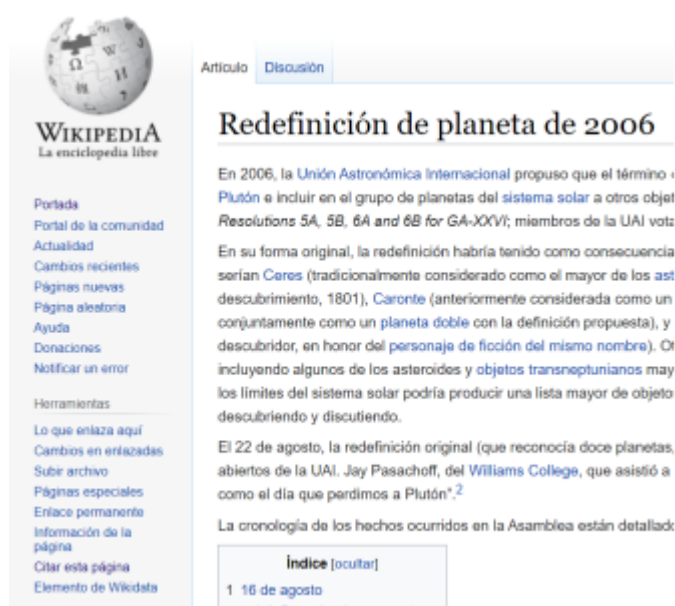 WIKIPEDIA
La enciclopedia libre
Portada
Portal de la comunidad
Actualidad
Cambios recientes
Páginas nuevas
Página aleatoria
Ayuda
Donaciones
Notificar un error
Herramientas
Lo que enlaza aquí
Cambios en enlazadas
Subir archivo
Páginas especiales
Enlace permanente
Información de la
página
Citar esta página
Elemento de Wikidata
Artículo Discusión
Redefinición de planeta de 2006
En 2006, la Unión Astronómica Internacional propuso que el término
Plutón e incluir en el grupo de planetas del sistema solar a otros objet
Resolutions 5A, 5B, 6A and 6B for GA-XXVI; miembros de la UAI vota
En su forma original, la redefinición habría tenido como consecuencia
serían Ceres (tradicionalmente considerado como el mayor de los ast
descubrimiento, 1801), Caronte (anteriormente considerada como un
conjuntamente como un planeta doble con la definición propuesta), y
descubridor, en honor del personaje de ficción del mismo nombre). Ot
incluyendo algunos de los asteroides y objetos transneptunianos may
los límites del sistema solar podría producir una lista mayor de objeto
descubriendo y discutiendo.
El 22 de agosto, la redefinición original (que reconocía doce planetas,
abiertos de la UAI. Jay Pasachoff, del Williams College, que asistió a
como el día que perdimos a Plutón".2
La cronología de los hechos ocurridos en la Asamblea están detallado
Índice [ocultar]
1 16 de agosto